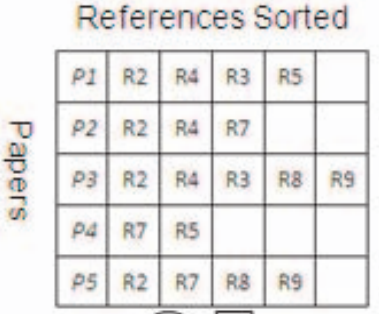 References Sorted
Papers
P1 R2 R4 R3 R5
P2 R2 R4 R7
P3 R2 R4 R3 R8 R9
P4 R7 R5
P5 R2 R7 R8 R9